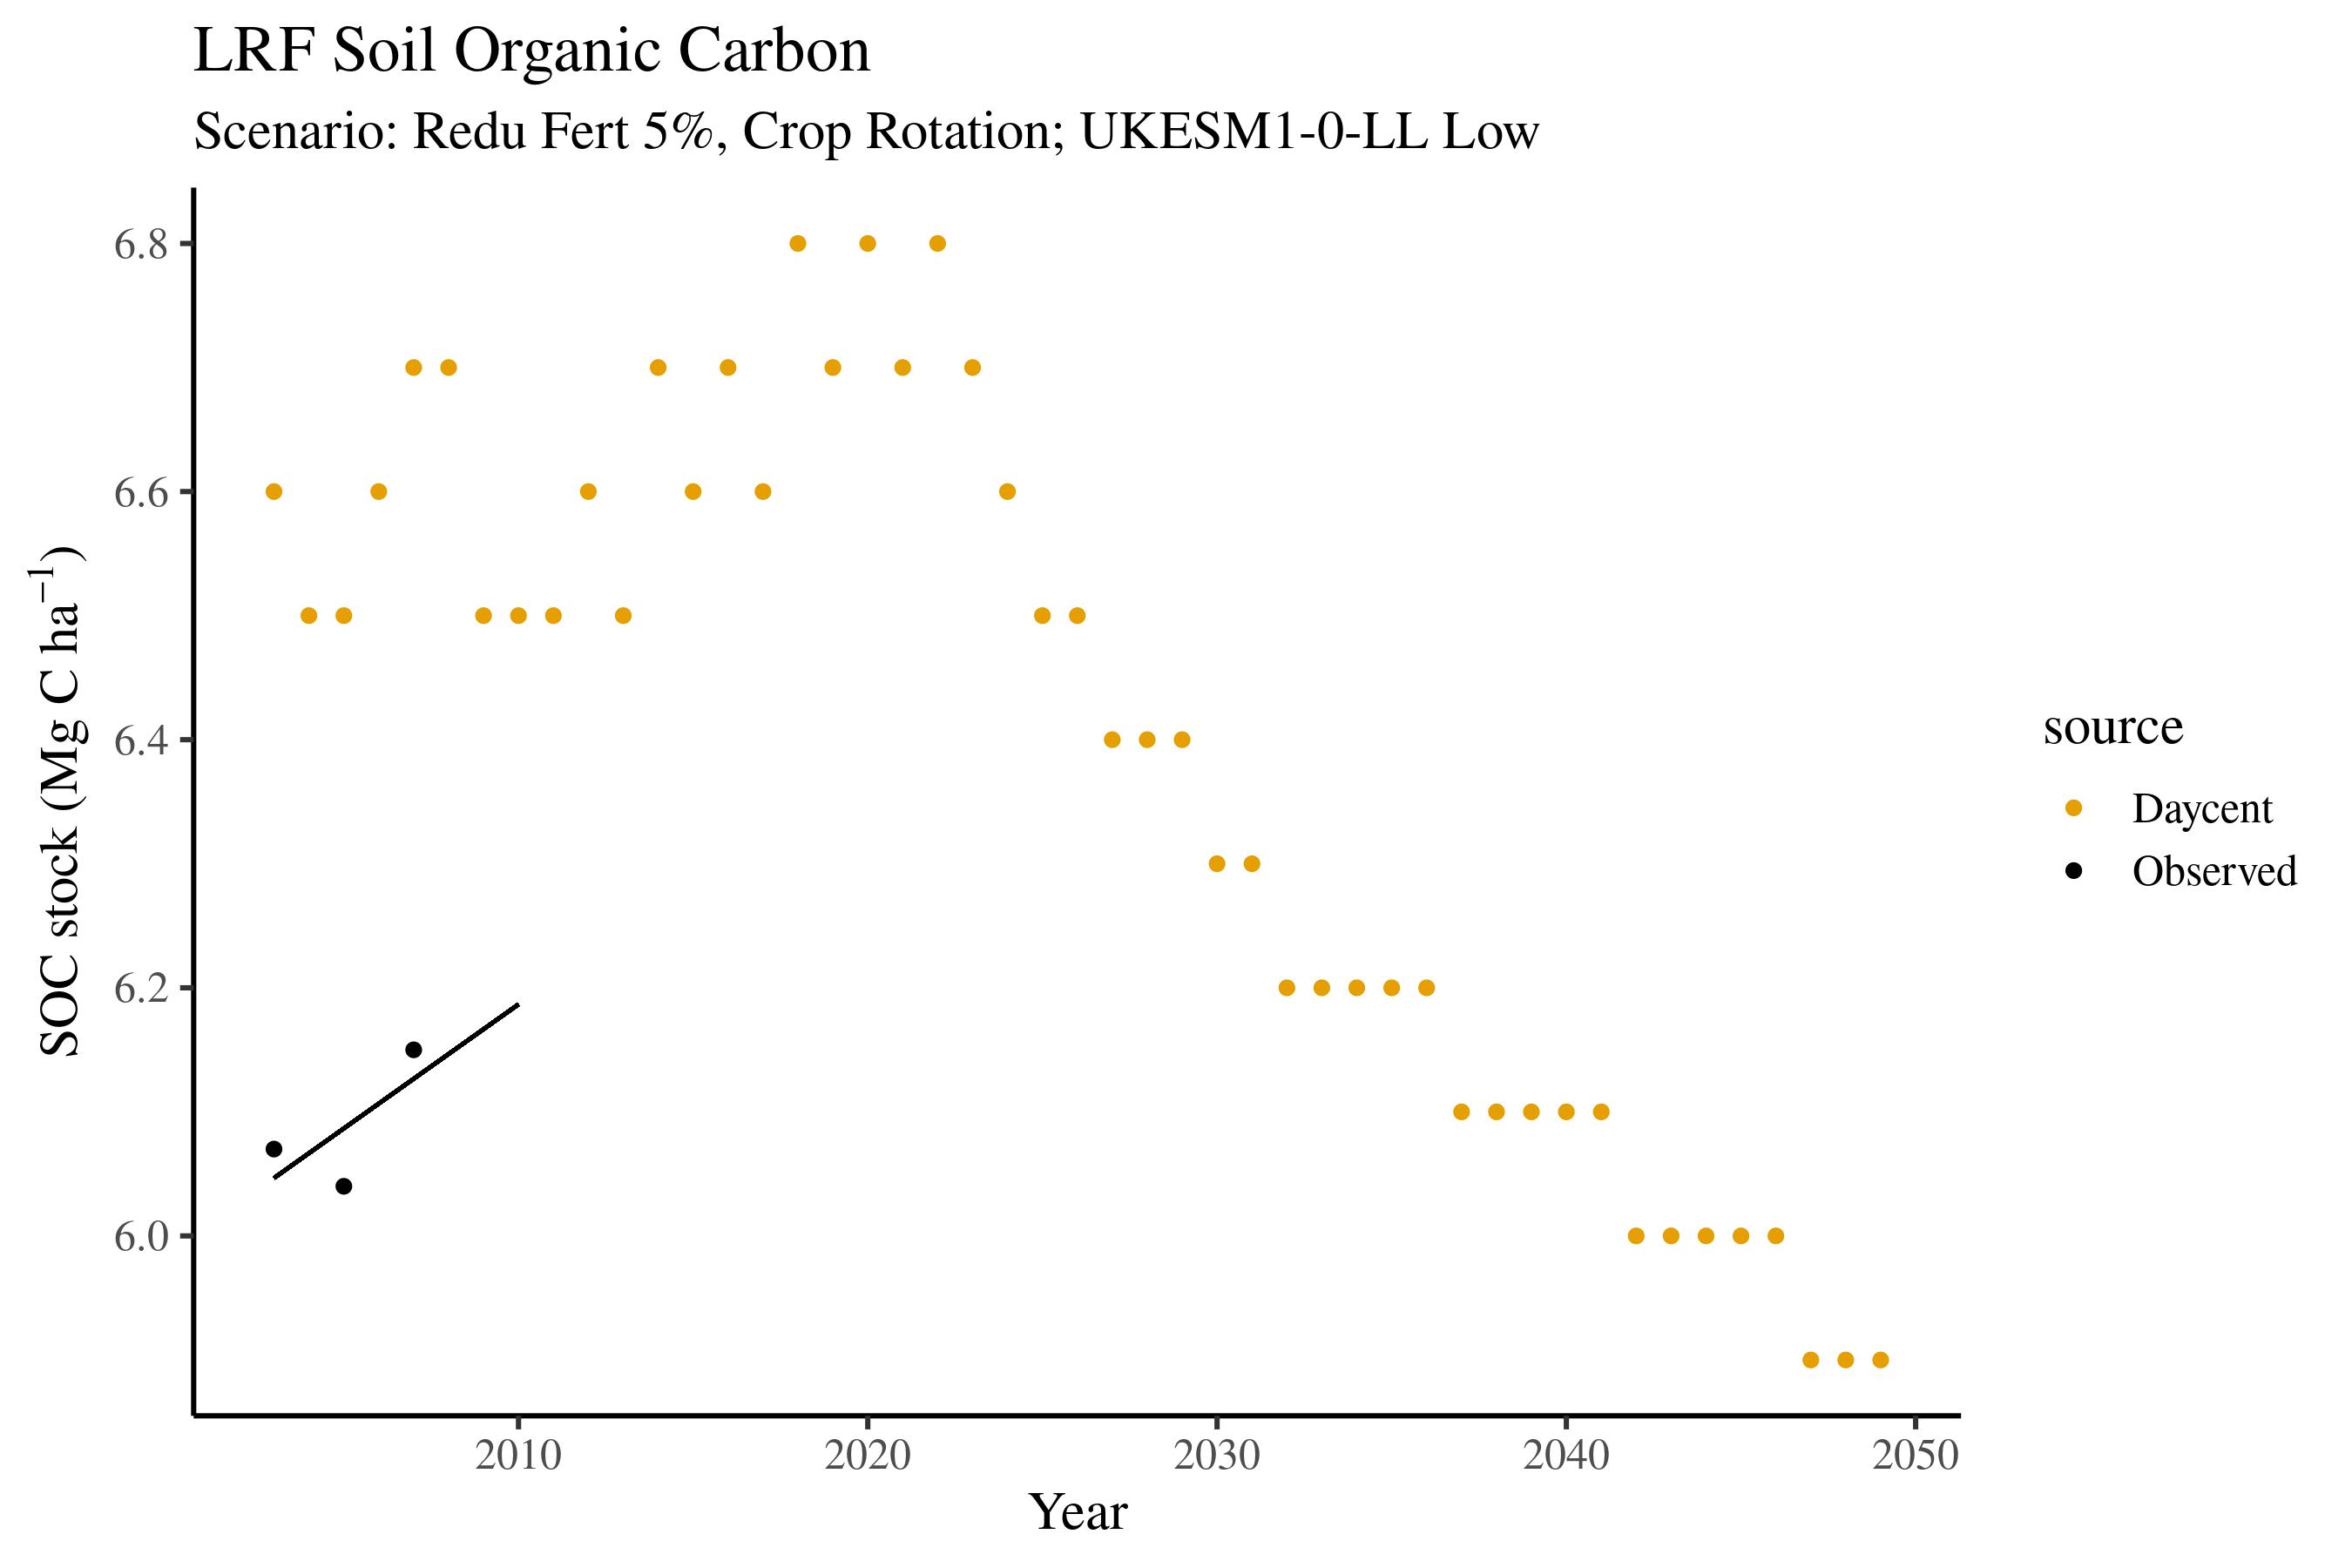 LRF Soil Organic Carbon
Scenario: Redu Fert 5%, Crop Rotation; UKESM1-0-LL Low
SOC stock (Mg C ha⁻¹)
6.8
6.6
6.4
6.2
6.0
2010 2020 2030 2040 2050
Year
source
Daycent
Observed